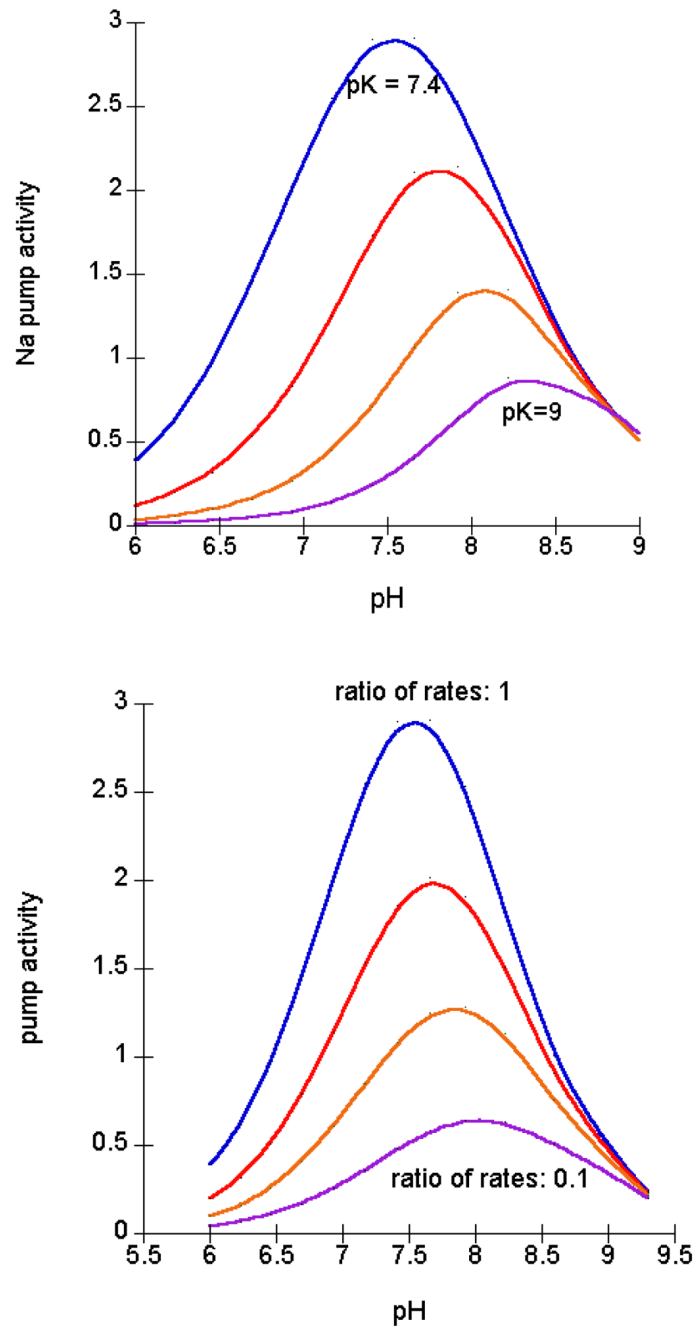 3
pK = 7.4
2.5
2
Na pump activity
1.5
1
pK=9
0.5
0
6 6.5 7 7.5 8 8.5 9
pH
ratio of rates: 1
3
2.5
2
pump activity
1.5
1
0.5
ratio of rates: 0.1
0
5.5 6 6.5 7 7.5 8 8.5 9 9.5
pH